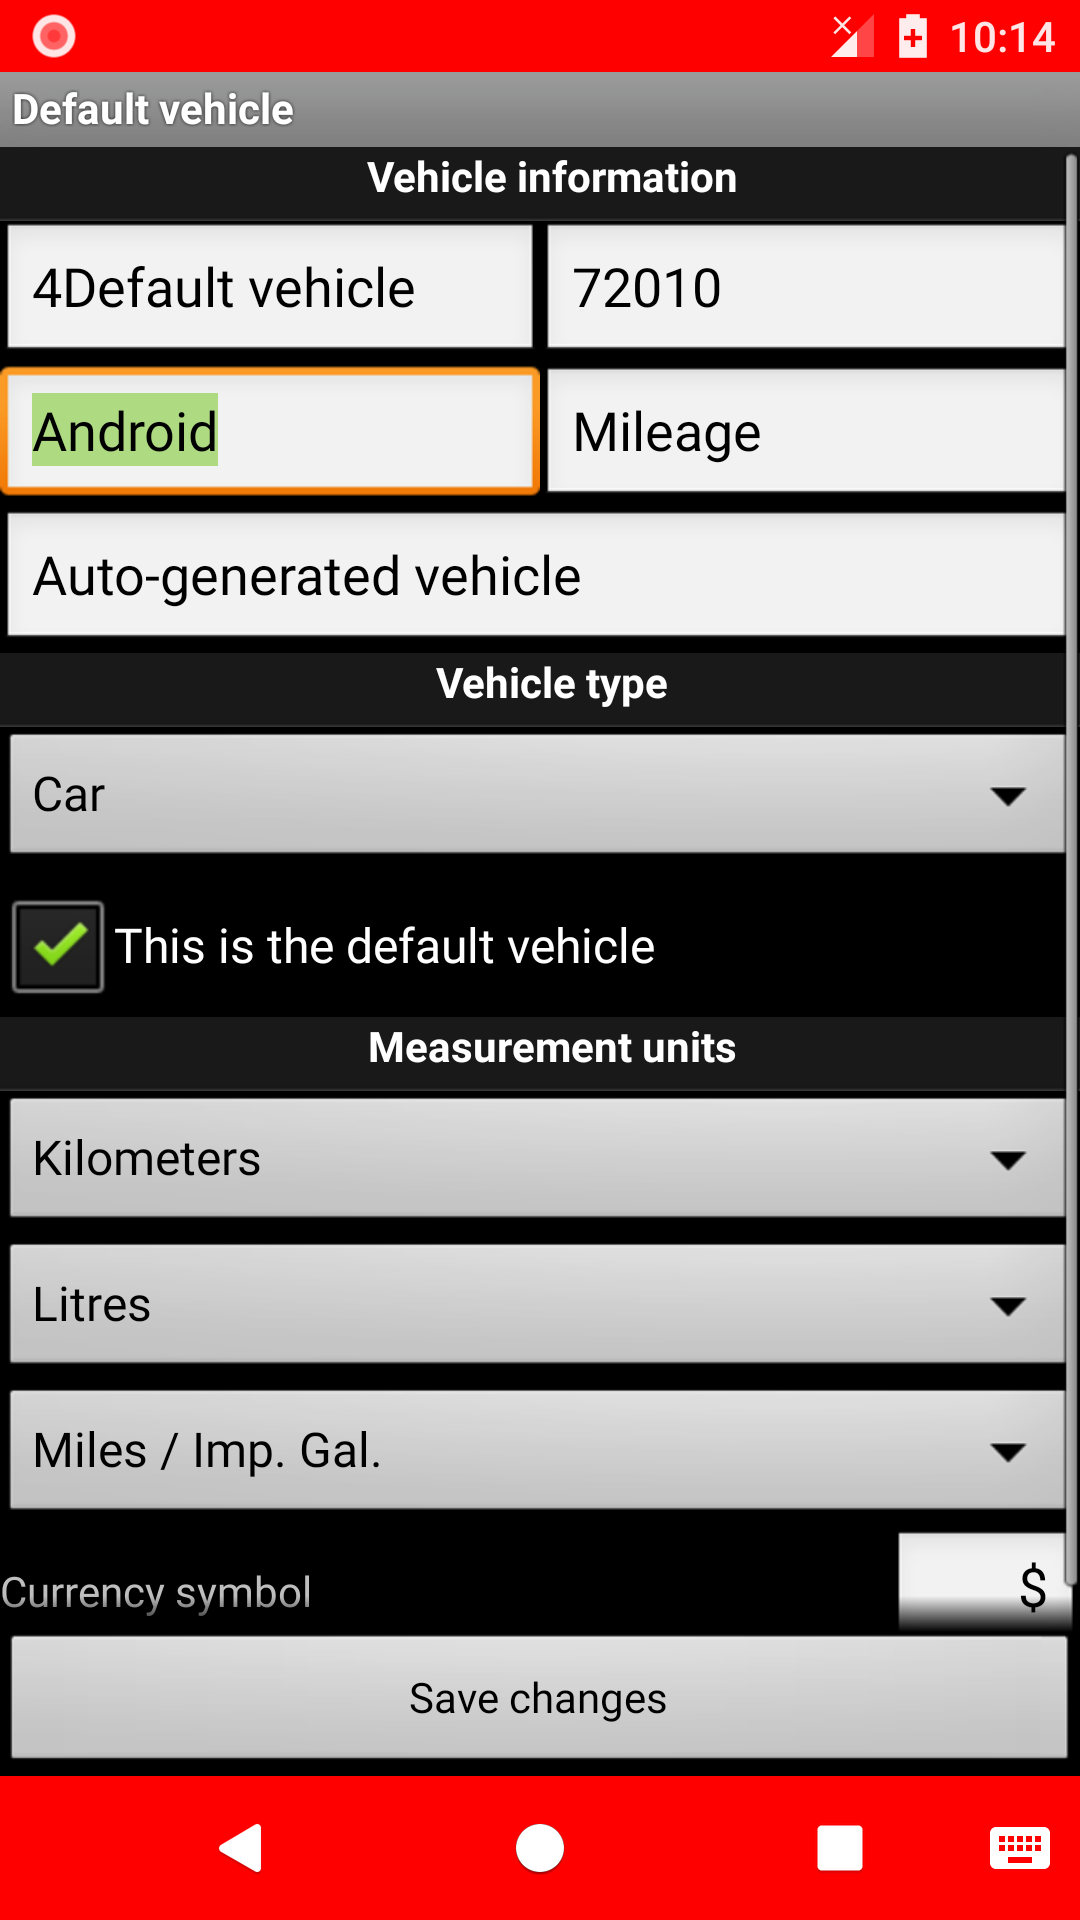 10:14
Default vehicle
Vehicle information
4Default vehicle
72010
Android
Mileage
Auto-generated vehicle
Vehicle type
Car
This is the default vehicle
Measurement units
Kilometers
Litres
Miles / Imp. Gal.
Currency symbol
$
Save changes